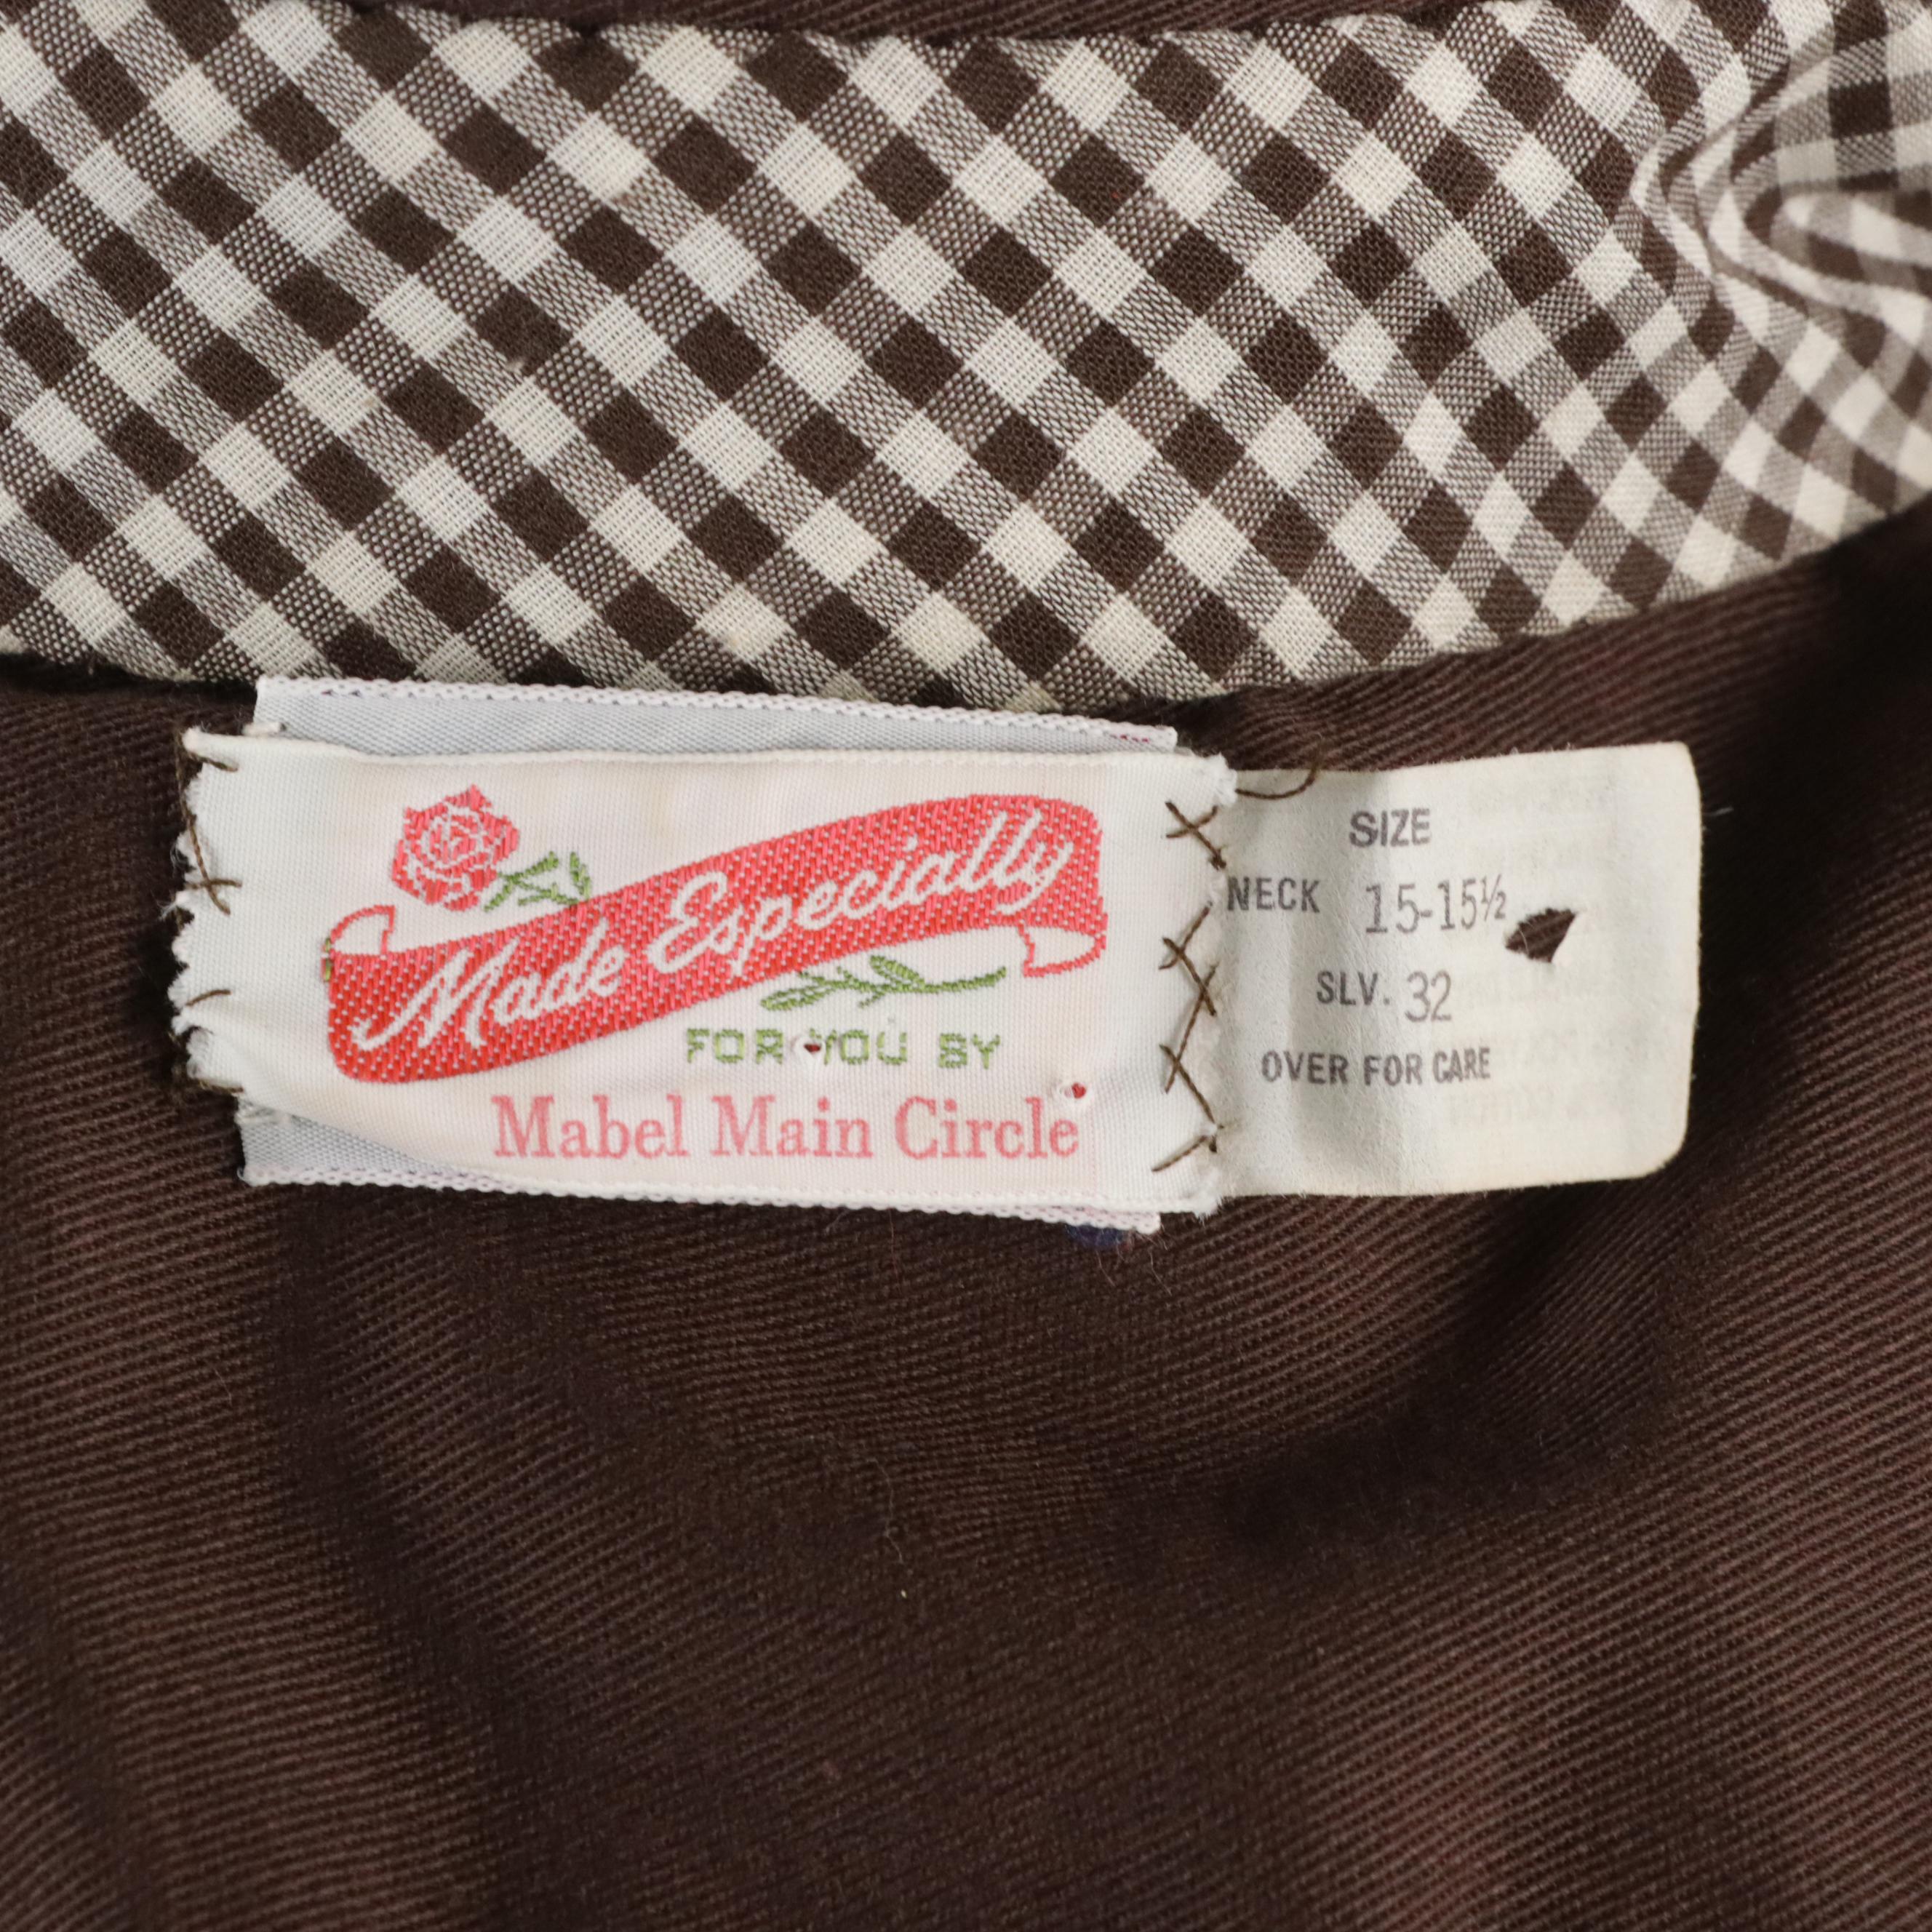 Made Especially
FOR YOU BY
Mabel Main Circle
SIZE
NECK 15-15½
SLV. 32
OVER FOR CARE